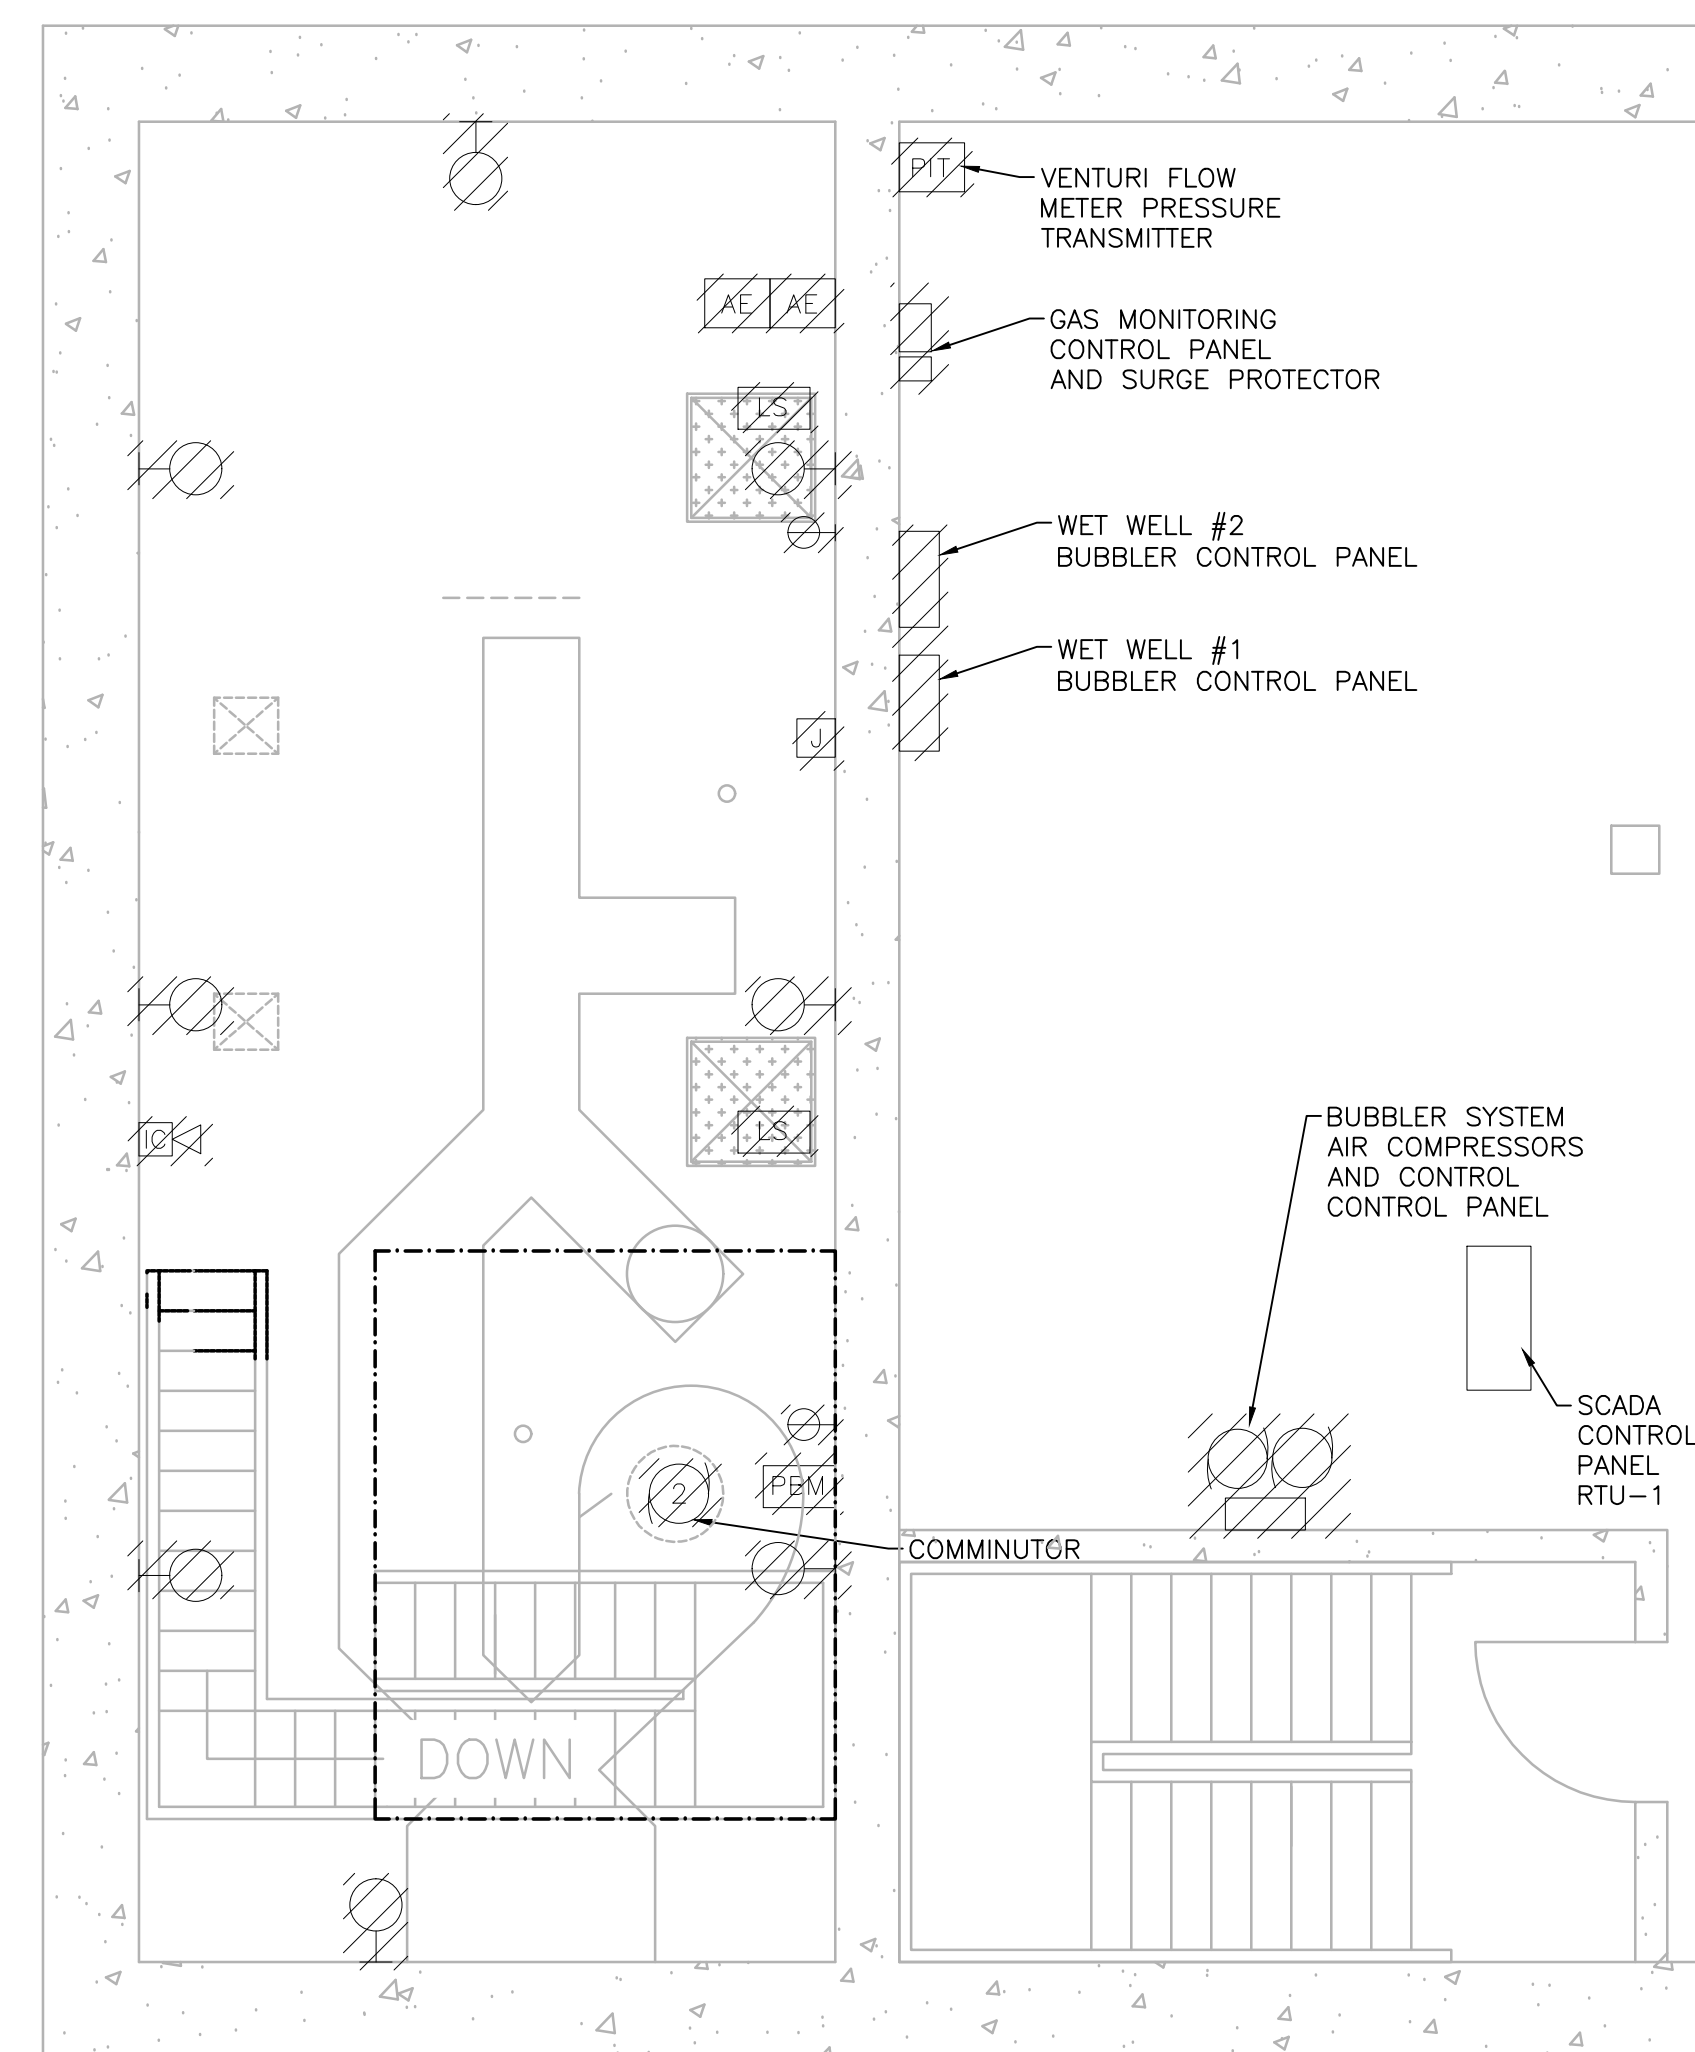 PIT
VENTURI FLOW
METER PRESSURE
TRANSMITTER
AE AE
GAS MONITORING
CONTROL PANEL
AND SURGE PROTECTOR
LS
WET WELL #2
BUBBLER CONTROL PANEL
WET WELL #1
BUBBLER CONTROL PANEL
J
IC
LS
BUBBLER SYSTEM
AIR COMPRESSORS
AND CONTROL
CONTROL PANEL
SCADA
CONTROL
PANEL
RTU-1
2
PBM
COMMINUTOR
DOWN